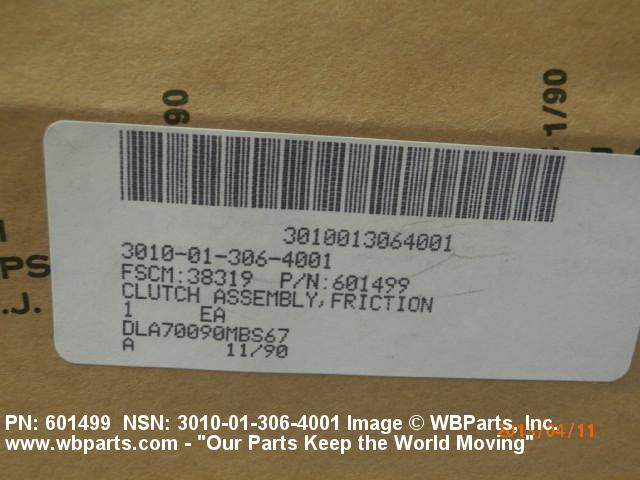 90
1/90
PS
.J.
3010013064001
3010-01-306-4001
FSCM:38319 P/N:601499
CLUTCH ASSEMBLY,FRICTION
1 EA
DLA70090MBS67
A 11/90
PN: 601499 NSN: 3010-01-306-4001 Image © WBParts, Inc.
www.wbparts.com - "Our Parts Keep the World Moving"